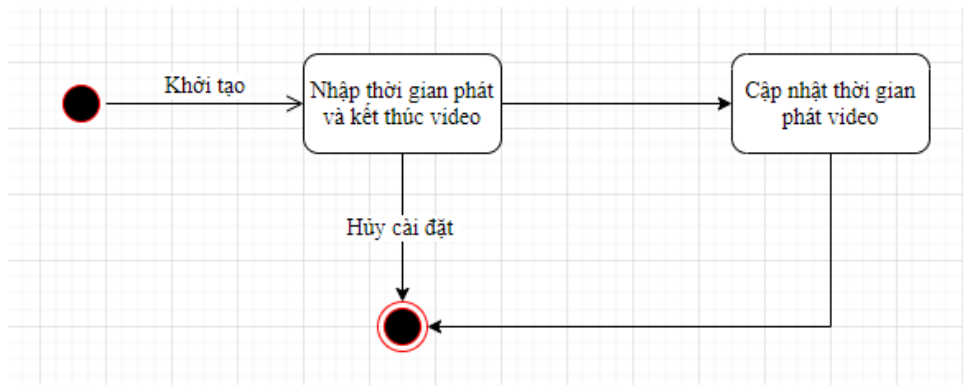 Khởi tạo
Nhập thời gian phát
và kết thúc video
Cập nhật thời gian
phát video
Hủy cài đặt